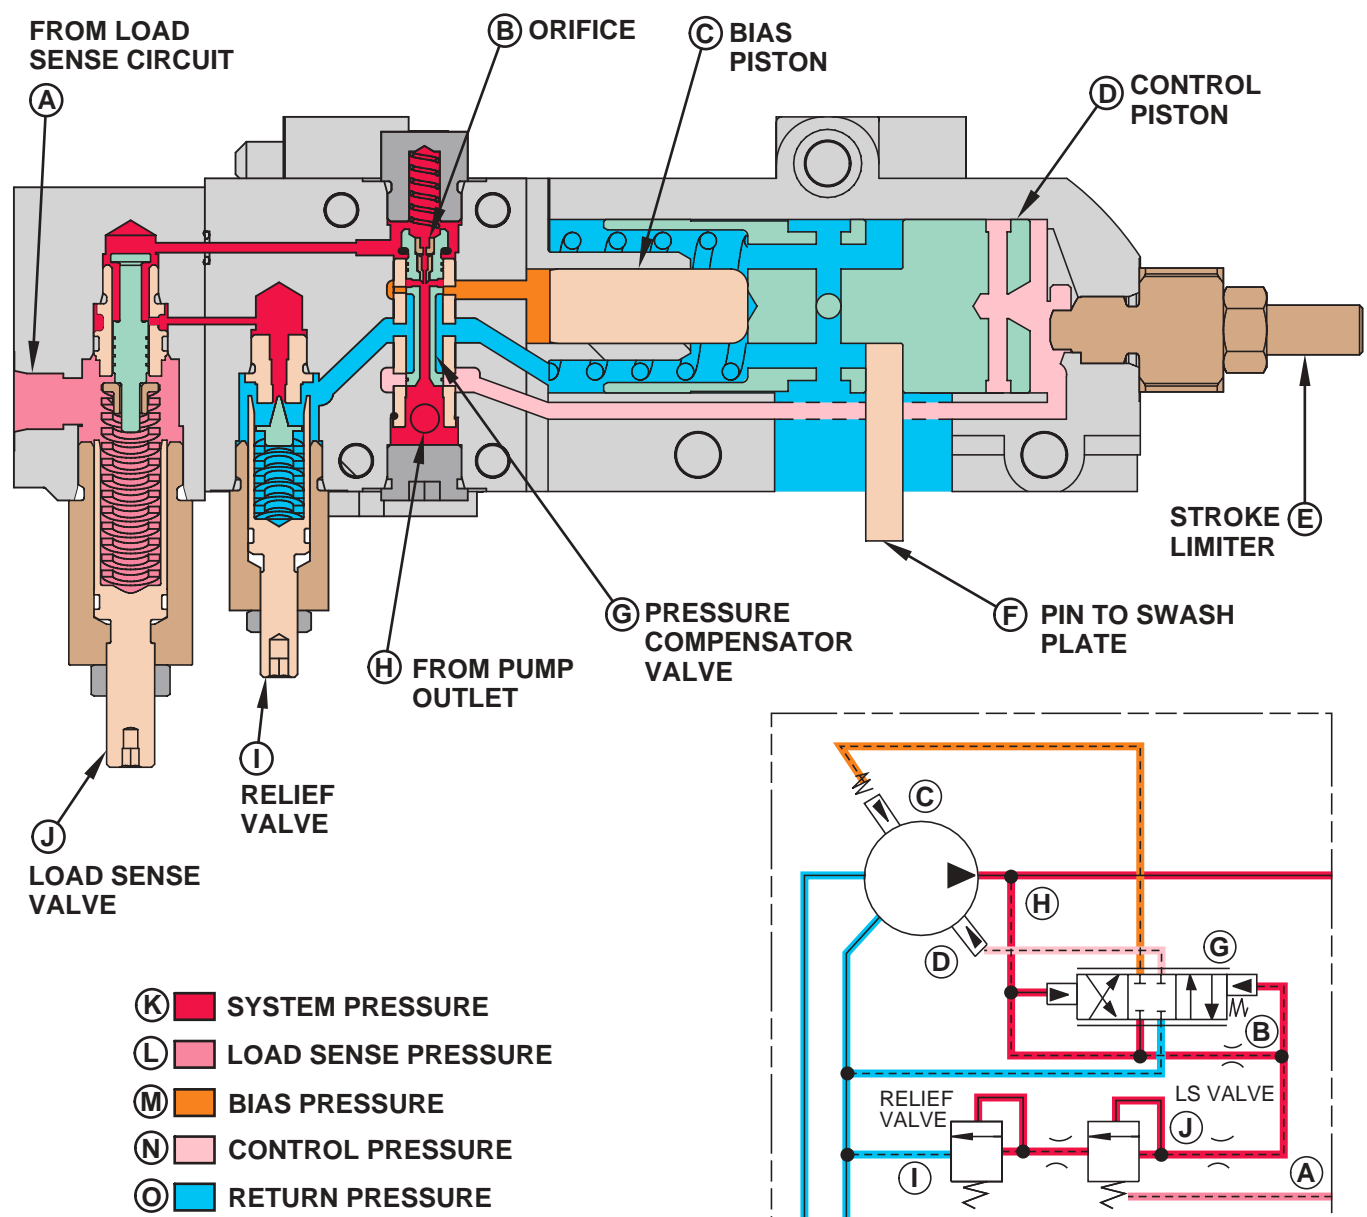 FROM LOAD
SENSE CIRCUIT
A
B ORIFICE
C BIAS
PISTON
D CONTROL
PISTON
STROKE E
LIMITER
F PIN TO SWASH
PLATE
G PRESSURE
COMPENSATOR
VALVE
H FROM PUMP
OUTLET
I
RELIEF
VALVE
J
LOAD SENSE
VALVE
K SYSTEM PRESSURE
L LOAD SENSE PRESSURE
M BIAS PRESSURE
N CONTROL PRESSURE
O RETURN PRESSURE
C
H
D
G
B
RELIEF
VALVE
LS VALVE
J
I
A